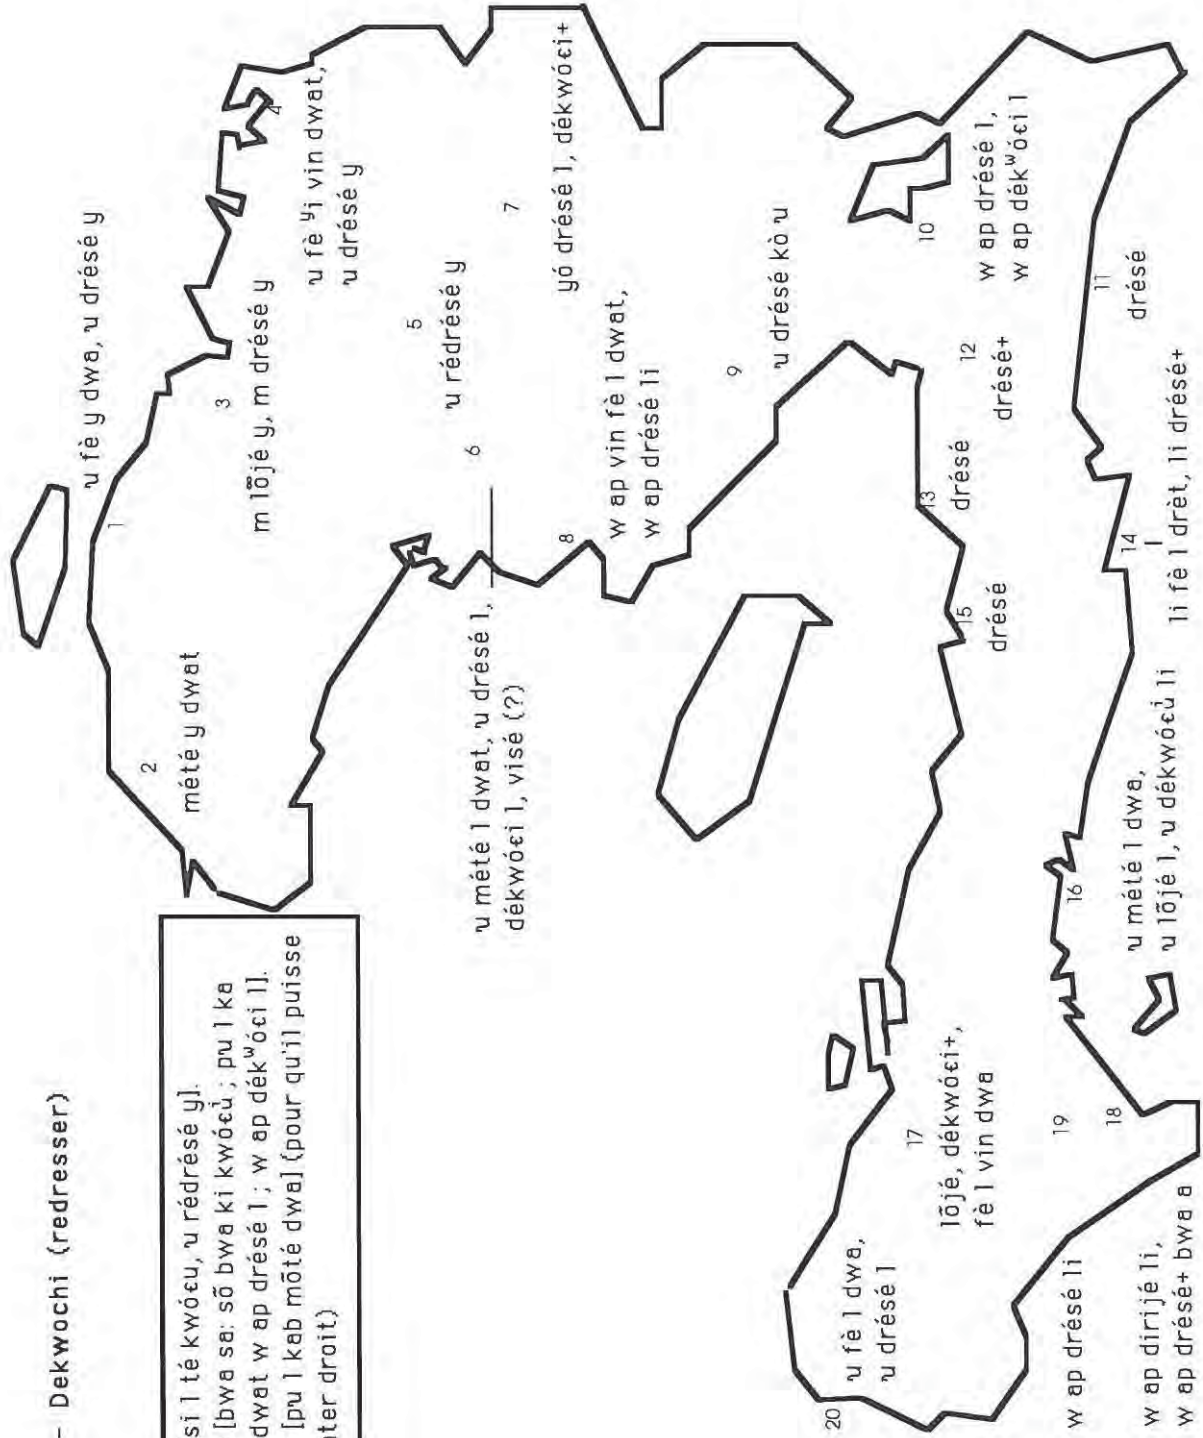 – Dekwochi (redresser)
si l té kwóɛu, u rédrésé y].
[bwa sa: sõ bwa ki kwóɛu̇ ; pu l ka
dwat w ap drésé l ; w ap dékʷóɛi l].
[pu l kab mõté dwa] (pour qu'il puisse
ter droit)
1
u fè y dwa, u drésé y
2
mété y dwat
3
m lõjé y, m drésé y
4
u fè ʸi vin dwat,
u drésé y
5
u rédrésé y
6
u mété l dwat, u drésé l,
dékwóɛi l, visé (?)
7
yó drésé l, dékwóɛi+
8
w ap vin fè l dwat,
w ap drésé li
9
u drésé kò u
10
w ap drésé l,
w ap dékʷóɛi l
11
drésé
12
drésé+
13
drésé
14
li fè l drèt, li drésé+
15
drésé
16
u mété l dwa,
u lõjé l, u dékwóɛu̇ li
17
lõjé, dékwóɛi+,
fè l vin dwa
18
w ap dirijé li,
w ap drésé+ bwa a
19
w ap drésé li
20
u fè l dwa,
u drésé l